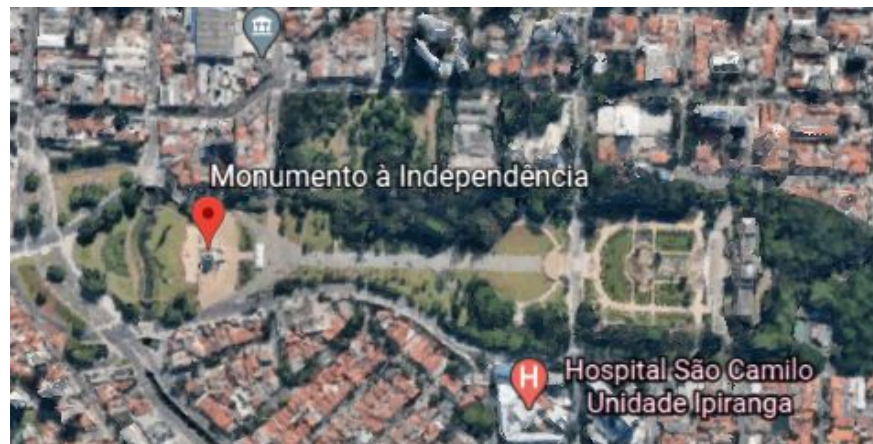 Monumento à Independência
H
Hospital São Camilo
Unidade Ipiranga